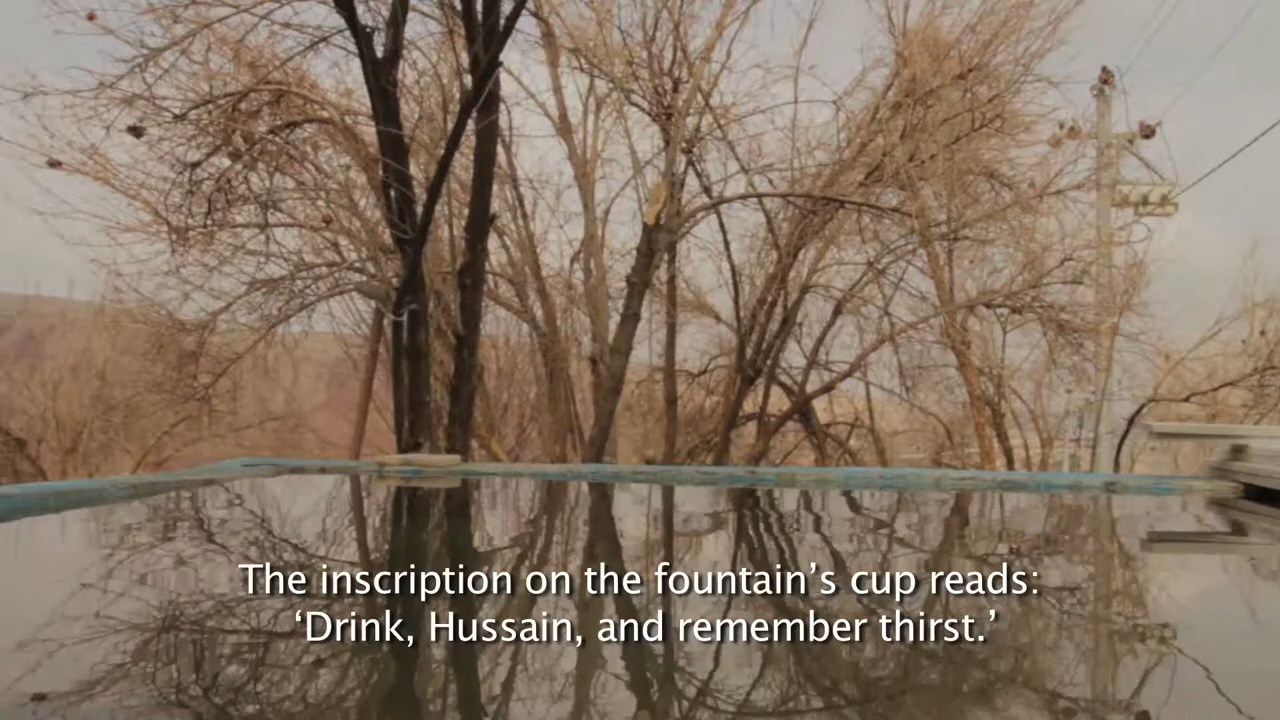 The inscription on the fountain’s cup reads:
‘Drink, Hussain, and remember thirst.’